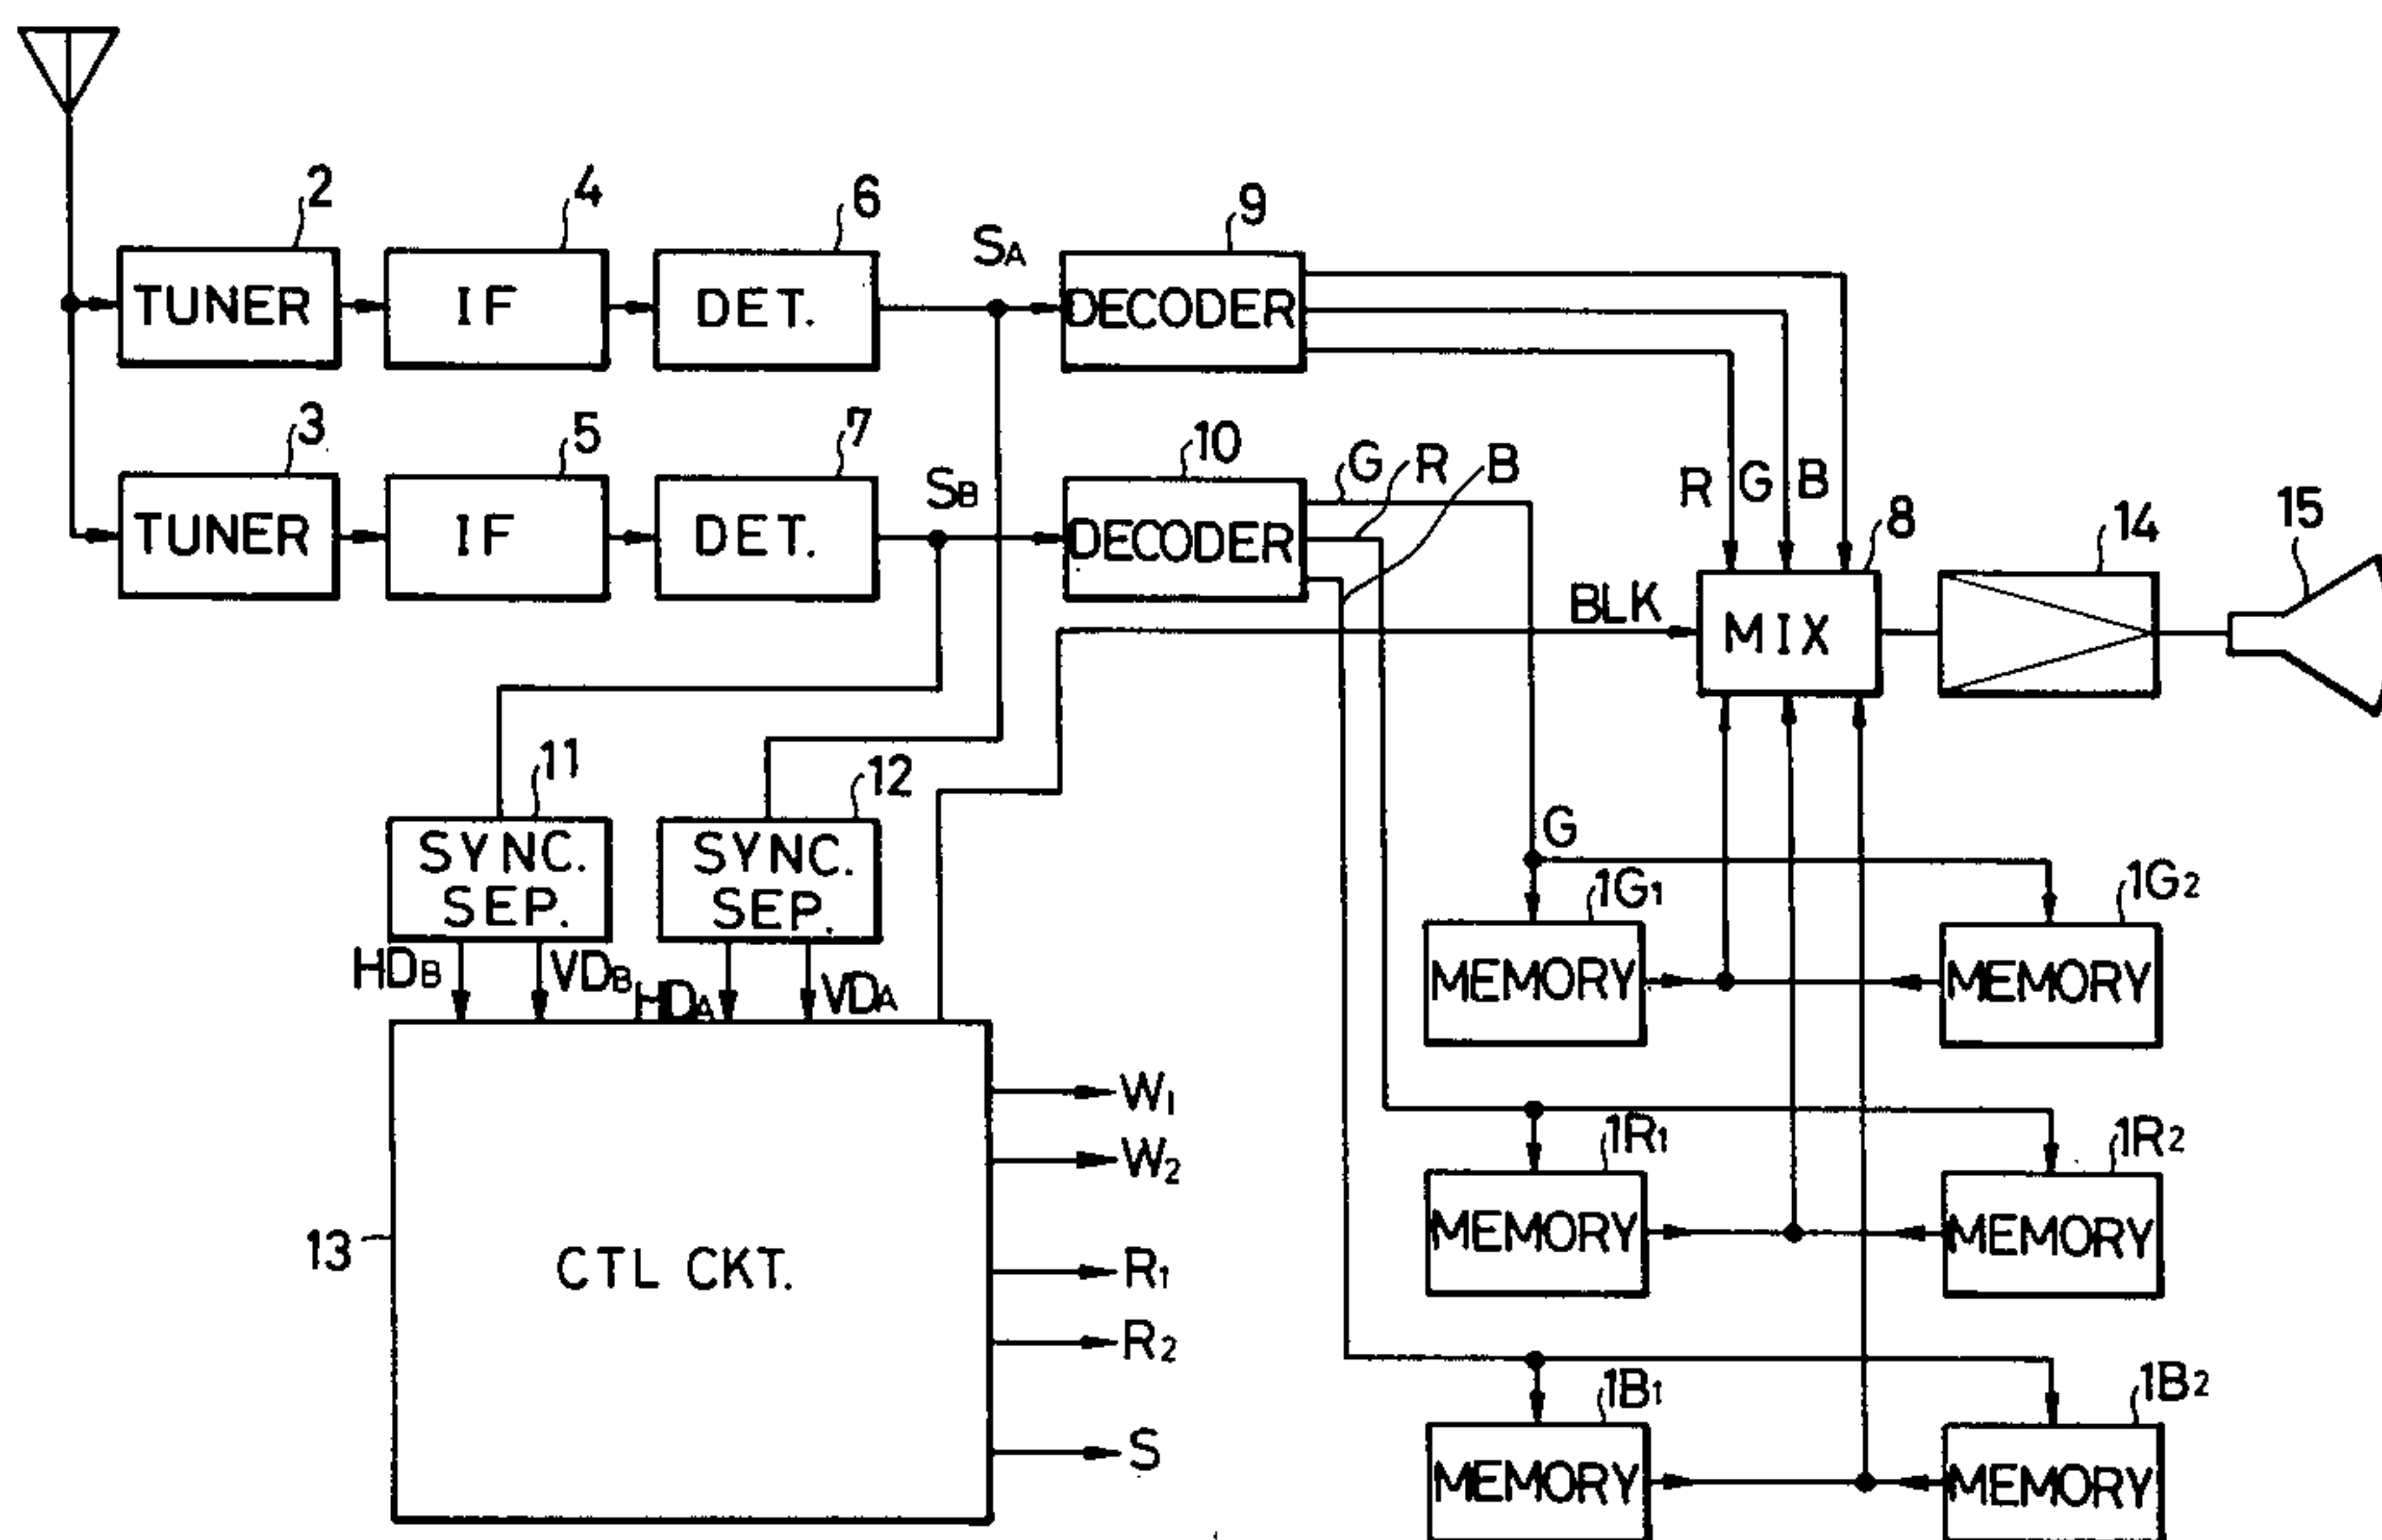 2
4
6
9
SA
TUNER
IF
DET.
DECODER
3
5
7
10
SB
G
R
B
R
G
B
8
14
15
TUNER
IF
DET.
DECODER
BLK
MIX
11
12
SYNC.
SEP.
SYNC.
SEP.
G
1G1
1G2
HDB
VDB
HDA
VDA
MEMORY
MEMORY
W1
W2
1R1
1R2
MEMORY
MEMORY
13
CTL CKT.
R1
R2
1B1
1B2
S
MEMORY
MEMORY